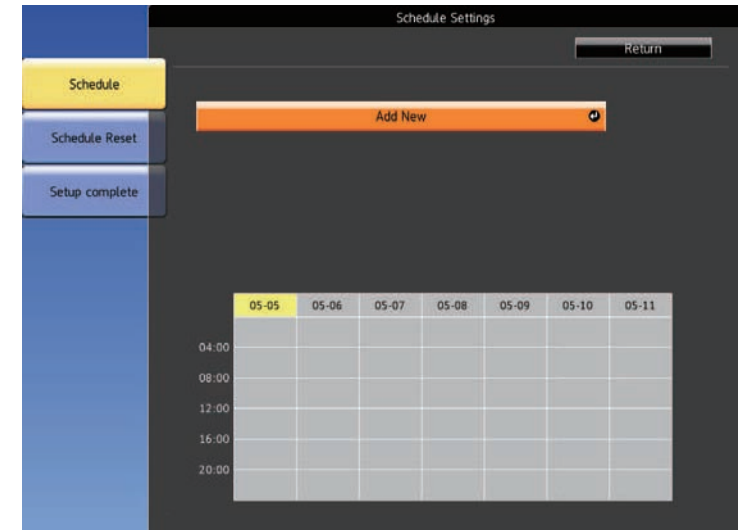 Schedule Settings
Return
Schedule
Add New
Schedule Reset
Setup complete
05-05 05-06 05-07 05-08 05-09 05-10 05-11
04:00
08:00
12:00
16:00
20:00